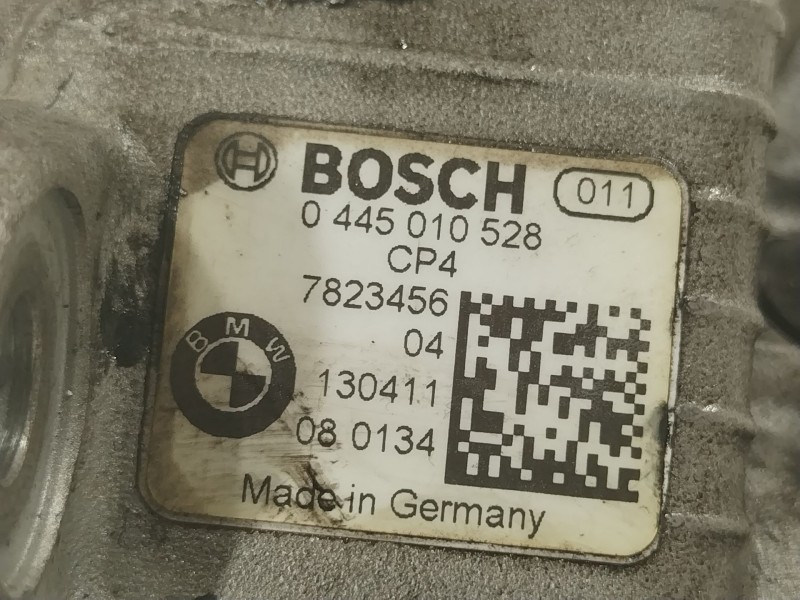 BOSCH 011
0 445 010 528
CP4
7823456
04
BMW
130411
08 0134
Made in Germany